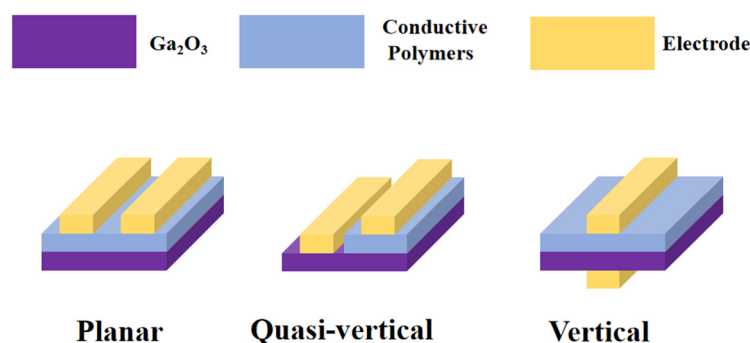 Ga₂O₃
Conductive
Polymers
Electrode
Planar
Quasi-vertical
Vertical